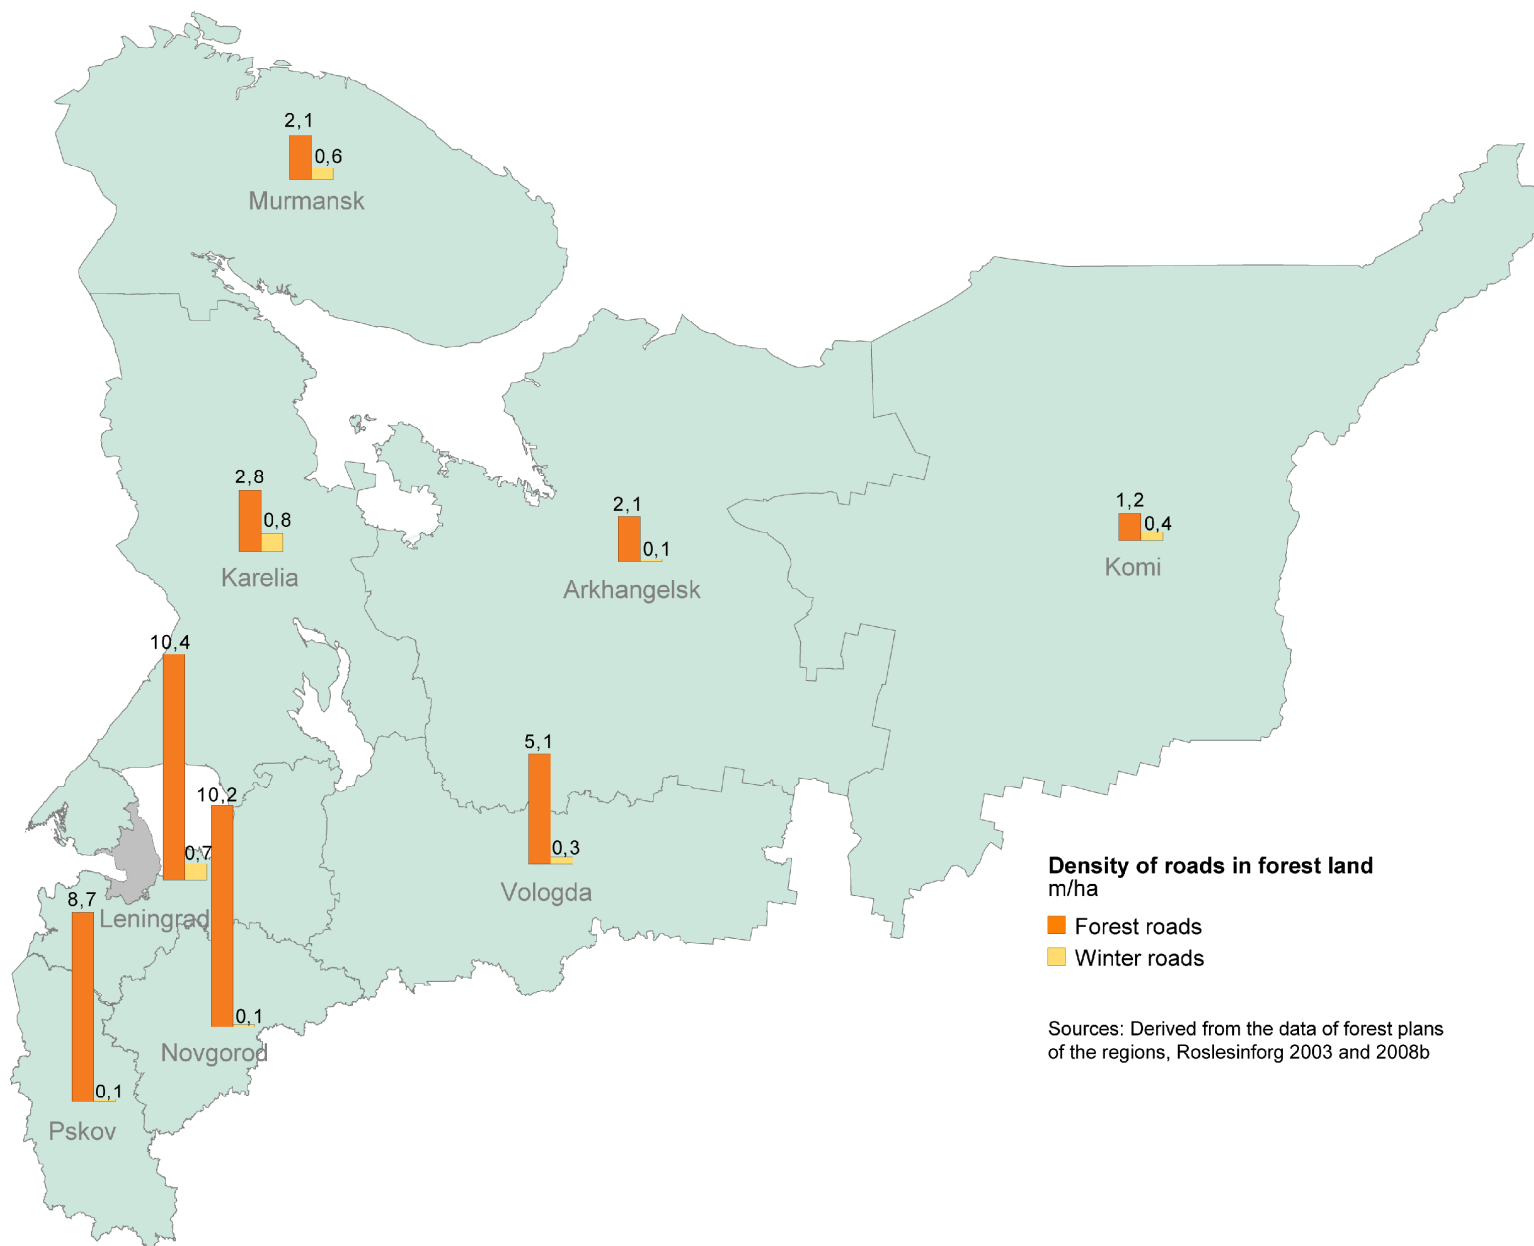 2,1
0,6
Murmansk
2,8
0,8
Karelia
2,1
0,1
Arkhangelsk
1,2
0,4
Komi
10,4
0,7
Leningrad
10,2
0,1
Novgorod
8,7
0,1
Pskov
5,1
0,3
Vologda
Density of roads in forest land
m/ha
Forest roads
Winter roads
Sources: Derived from the data of forest plans
of the regions, Roslesinforg 2003 and 2008b